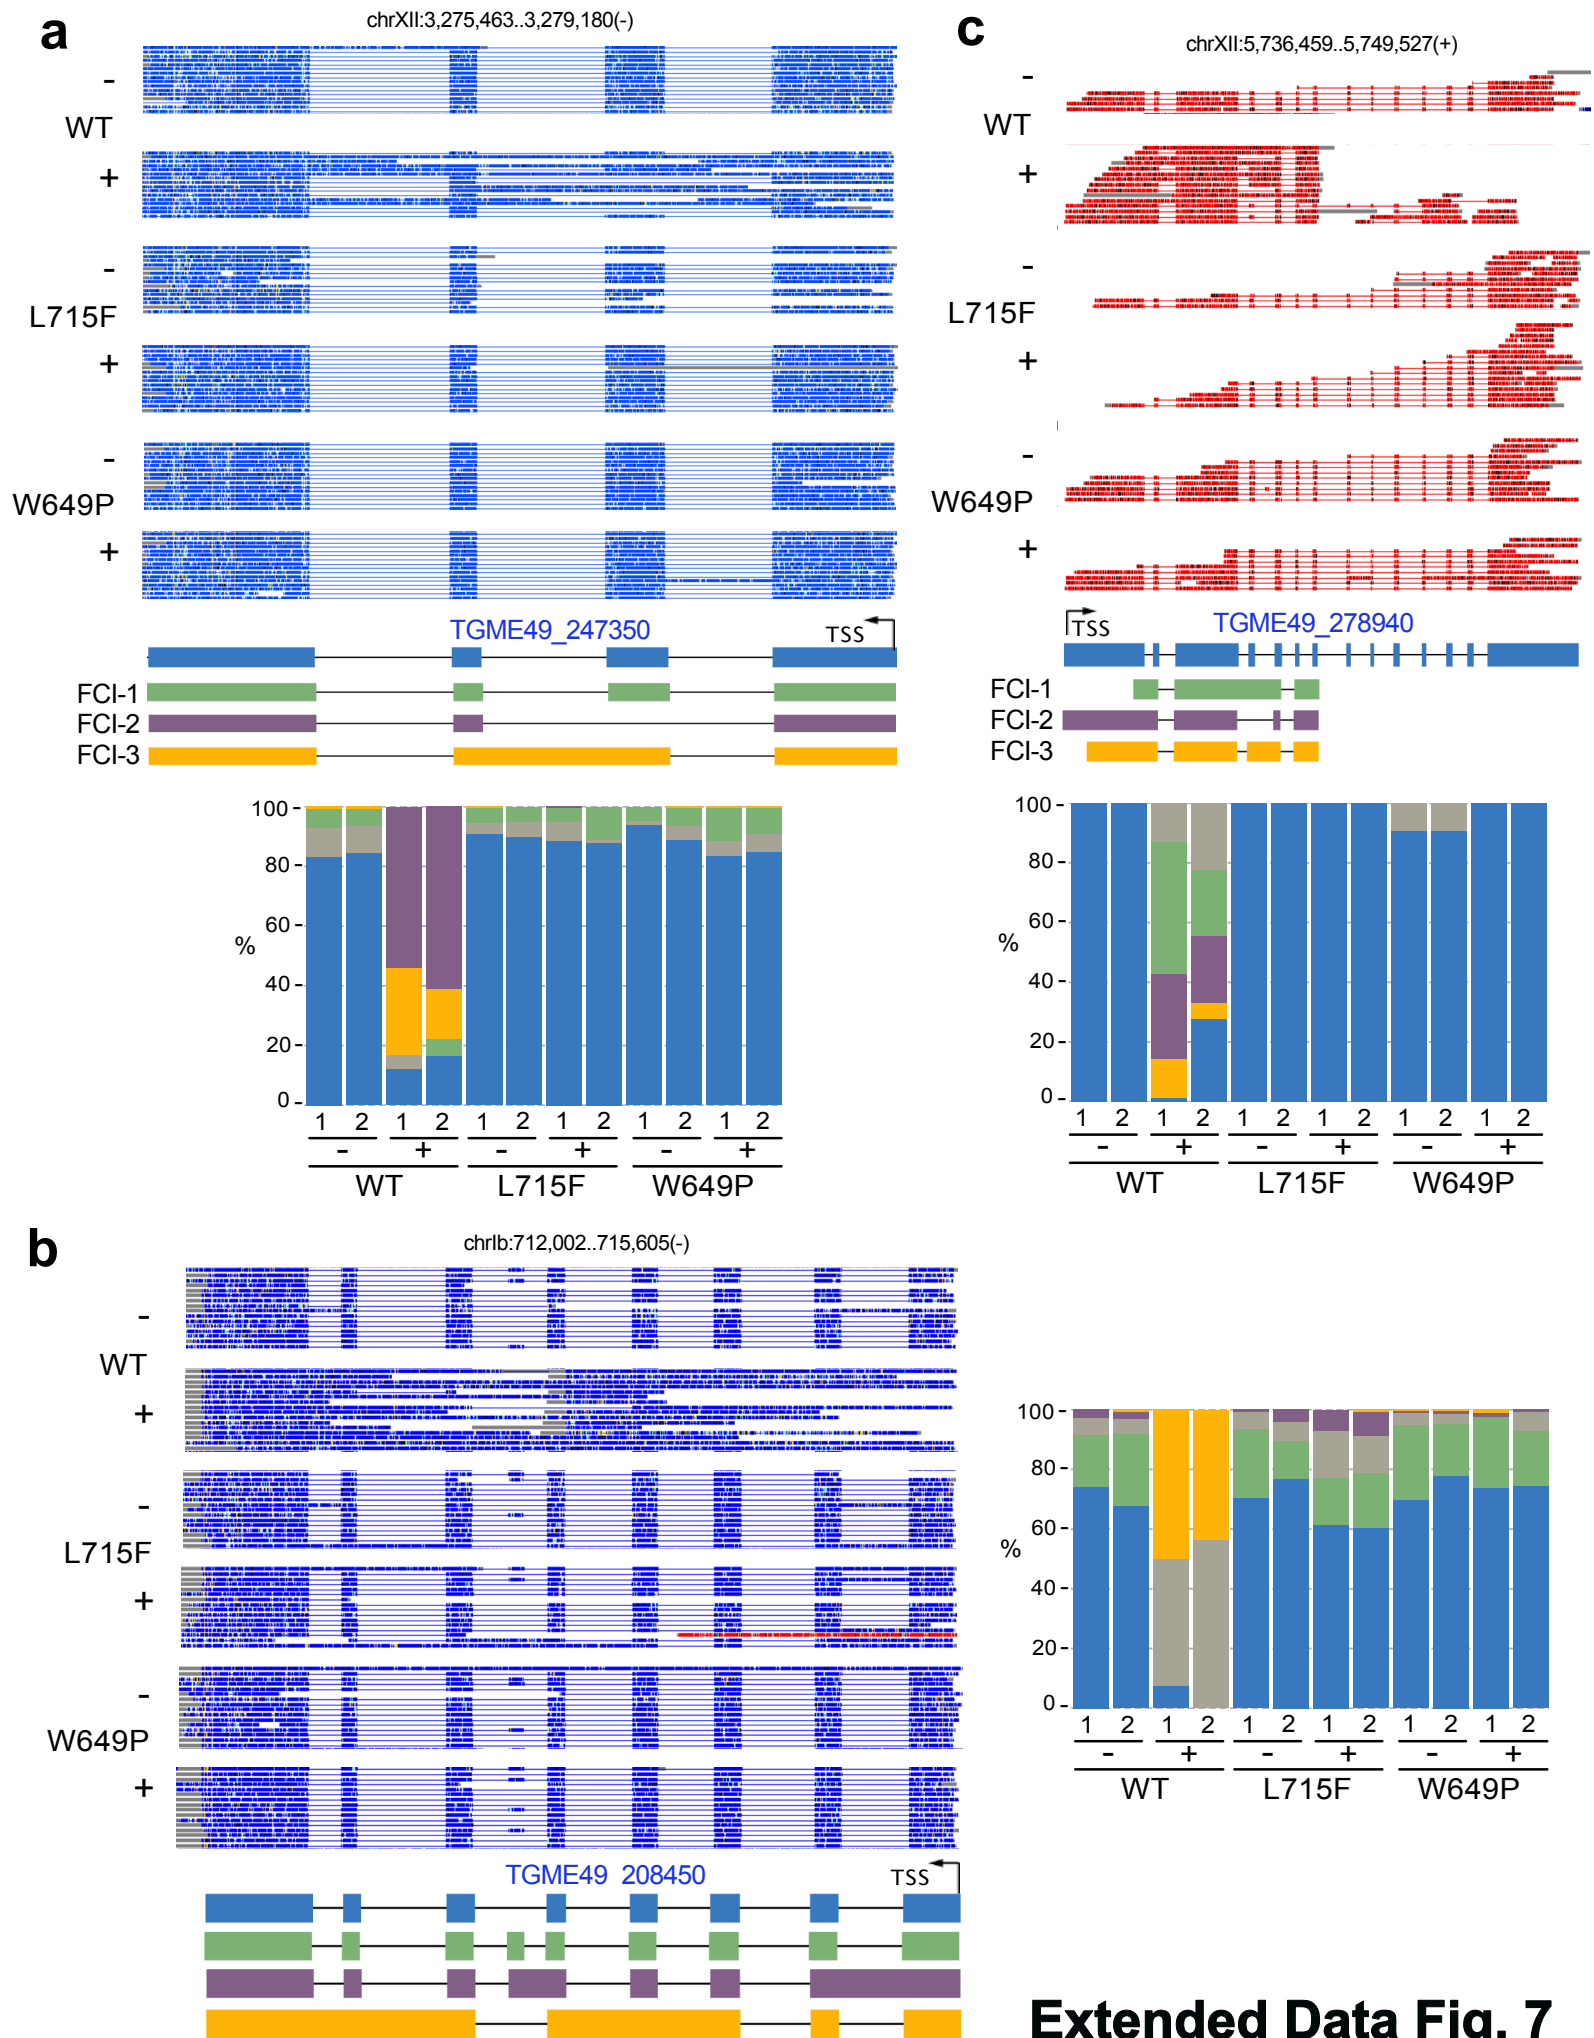 a
chrXII:3,275,463..3,279,180(-)
-
WT
+
-
L715F
+
-
W649P
+
TGME49_247350
TSS
FCI-1
FCI-2
FCI-3
100
80
60
%
40
20
0
1 2 1 2 1 2 1 2 1 2 1 2
- + - + - +
WT L715F W649P
c
chrXII:5,736,459..5,749,527(+)
-
WT
+
-
L715F
+
-
W649P
+
TSS
TGME49_278940
FCI-1
FCI-2
FCI-3
100
80
60
%
40
20
0
1 2 1 2 1 2 1 2 1 2 1 2
- + - + - +
WT L715F W649P
b
chrIb:712,002..715,605(-)
-
WT
+
-
L715F
+
-
W649P
+
TGME49_208450
TSS
100
80
60
%
40
20
0
1 2 1 2 1 2 1 2 1 2 1 2
- + - + - +
WT L715F W649P
Extended Data Fig. 7